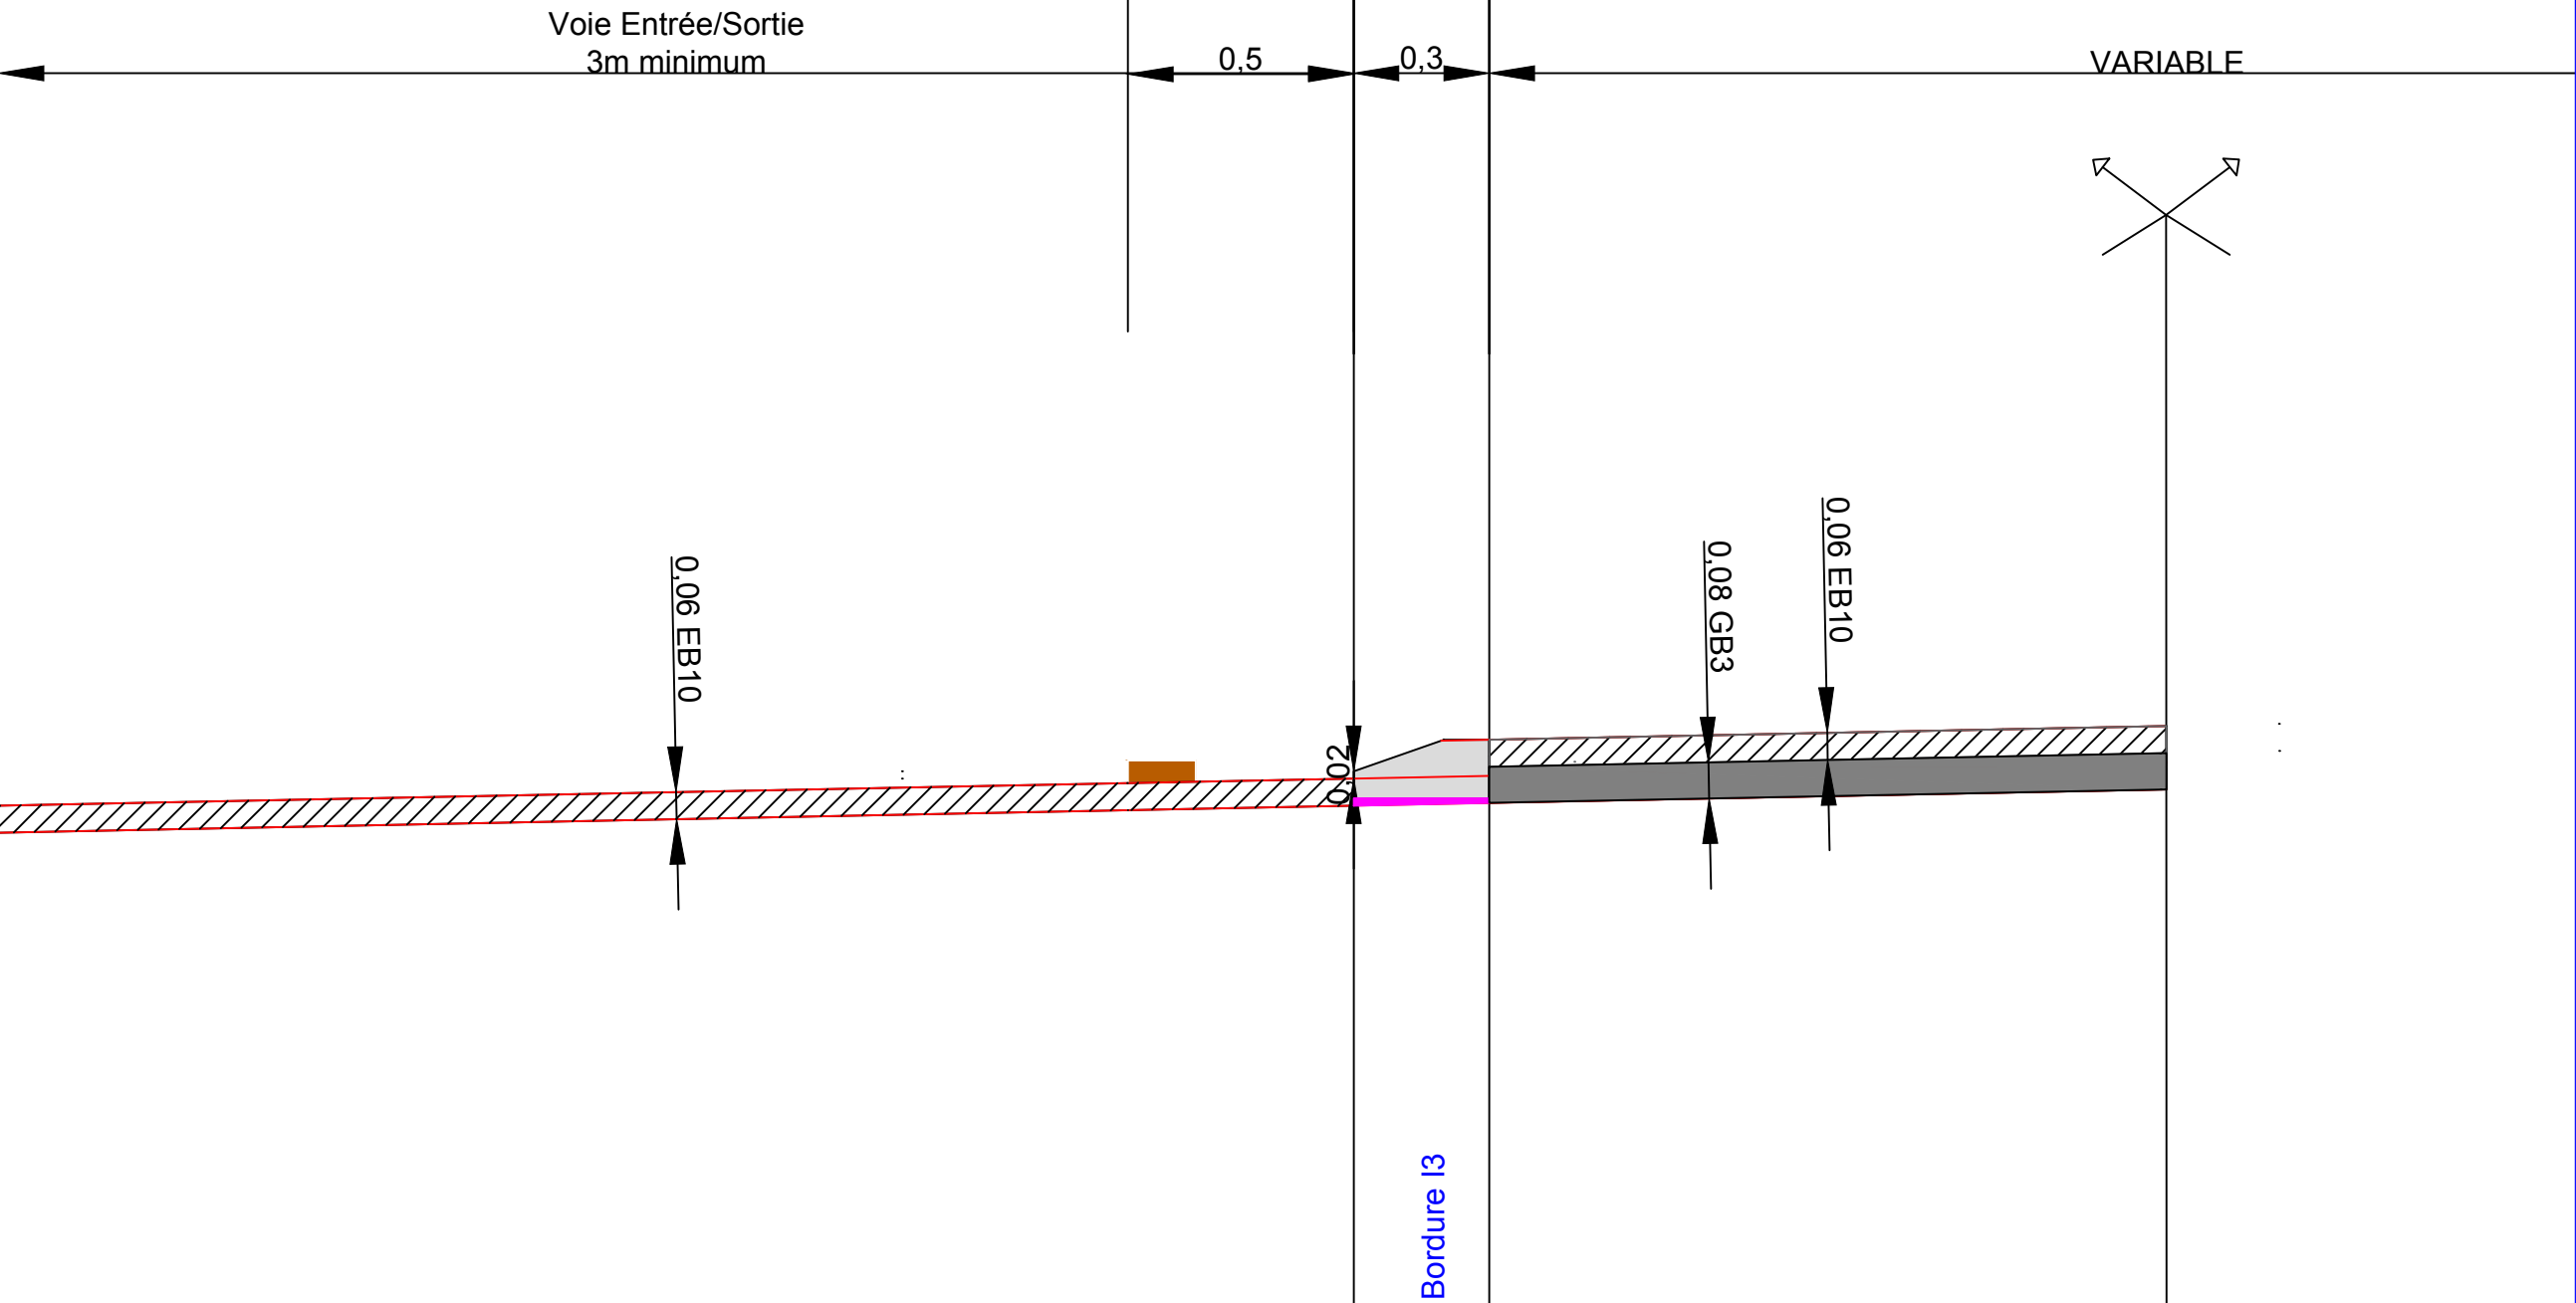 Voie Entrée/Sortie
3m minimum
0,5
0,3
VARIABLE
0,06 EB10
0,02
0,08 GB3
0,06 EB10
Bordure I3